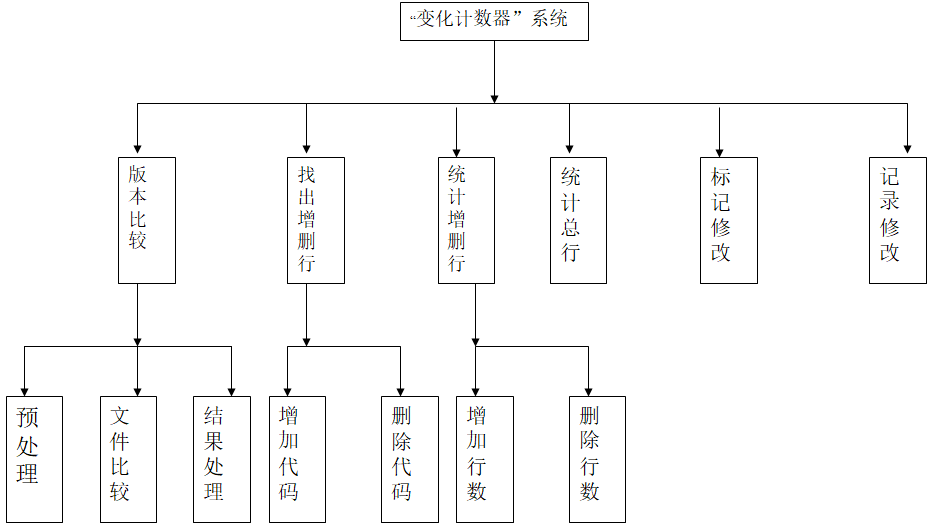 “变化计数器”系统
版本比较
找出增删行
统计增删行
统计总行
标记修改
记录修改
预处理
文件比较
结果处理
增加代码
删除代码
增加行数
删除行数